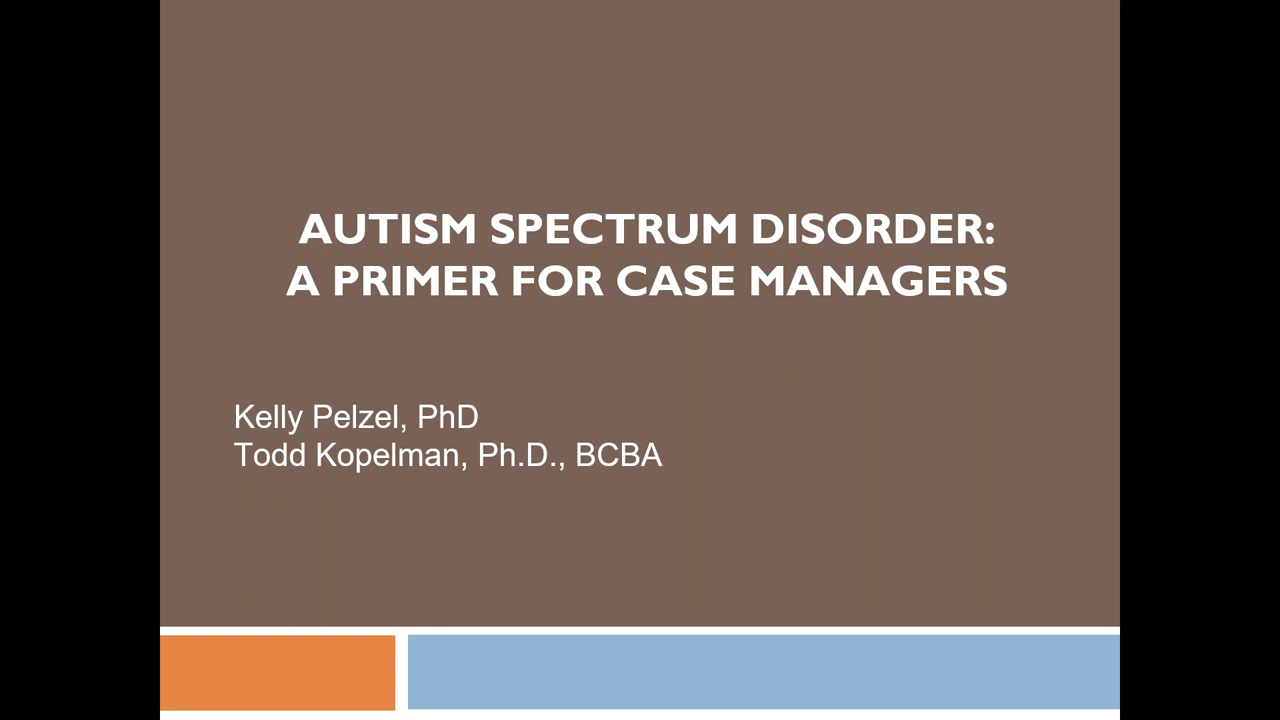 AUTISM SPECTRUM DISORDER:
A PRIMER FOR CASE MANAGERS
Kelly Pelzel, PhD
Todd Kopelman, Ph.D., BCBA